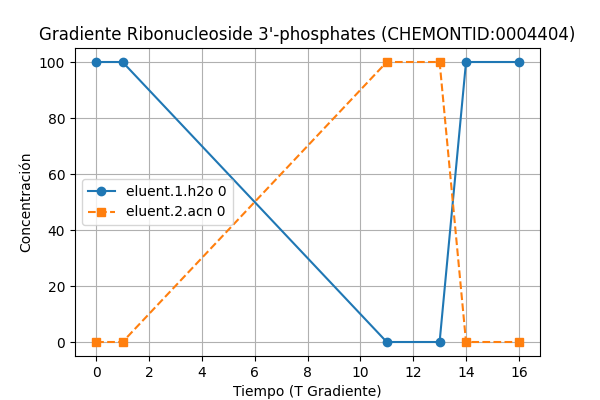 Gradiente Ribonucleoside 3'-phosphates (CHEMONTID:0004404)
100
80
60
40
20
0
Concentración
eluent.1.h2o 0
eluent.2.acn 0
0 2 4 6 8 10 12 14 16
Tiempo (T Gradiente)